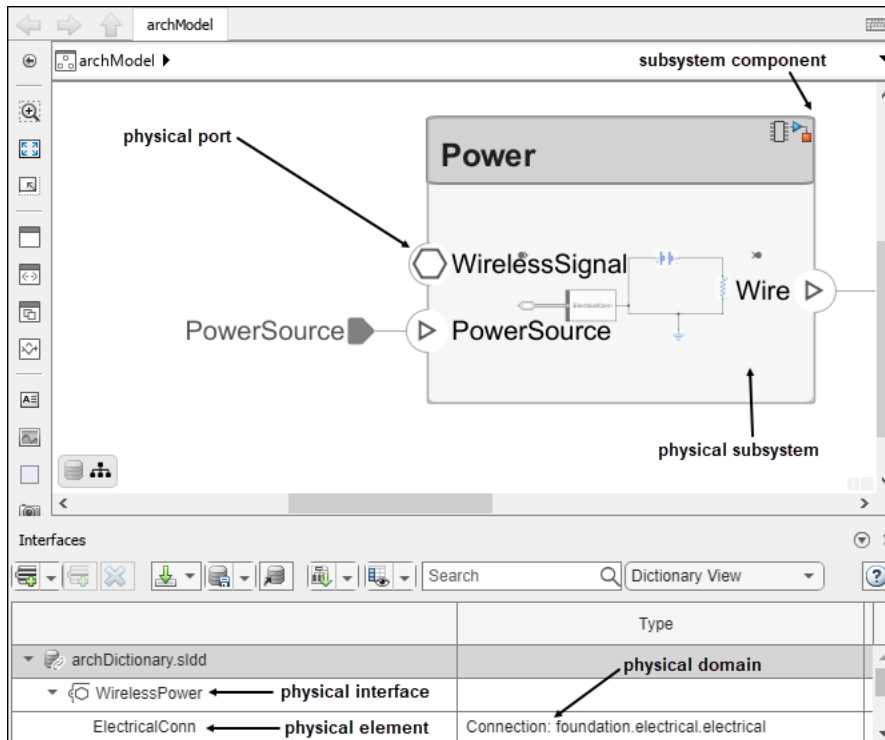 archModel
archModel
subsystem component
physical port
Power
WirelessSignal
ElectricalConn
Wire
PowerSource
PowerSource
physical subsystem
Interfaces
Search
Dictionary View
Type
archDictionary.sldd
physical domain
WirelessPower
physical interface
ElectricalConn
physical element
Connection: foundation.electrical.electrical